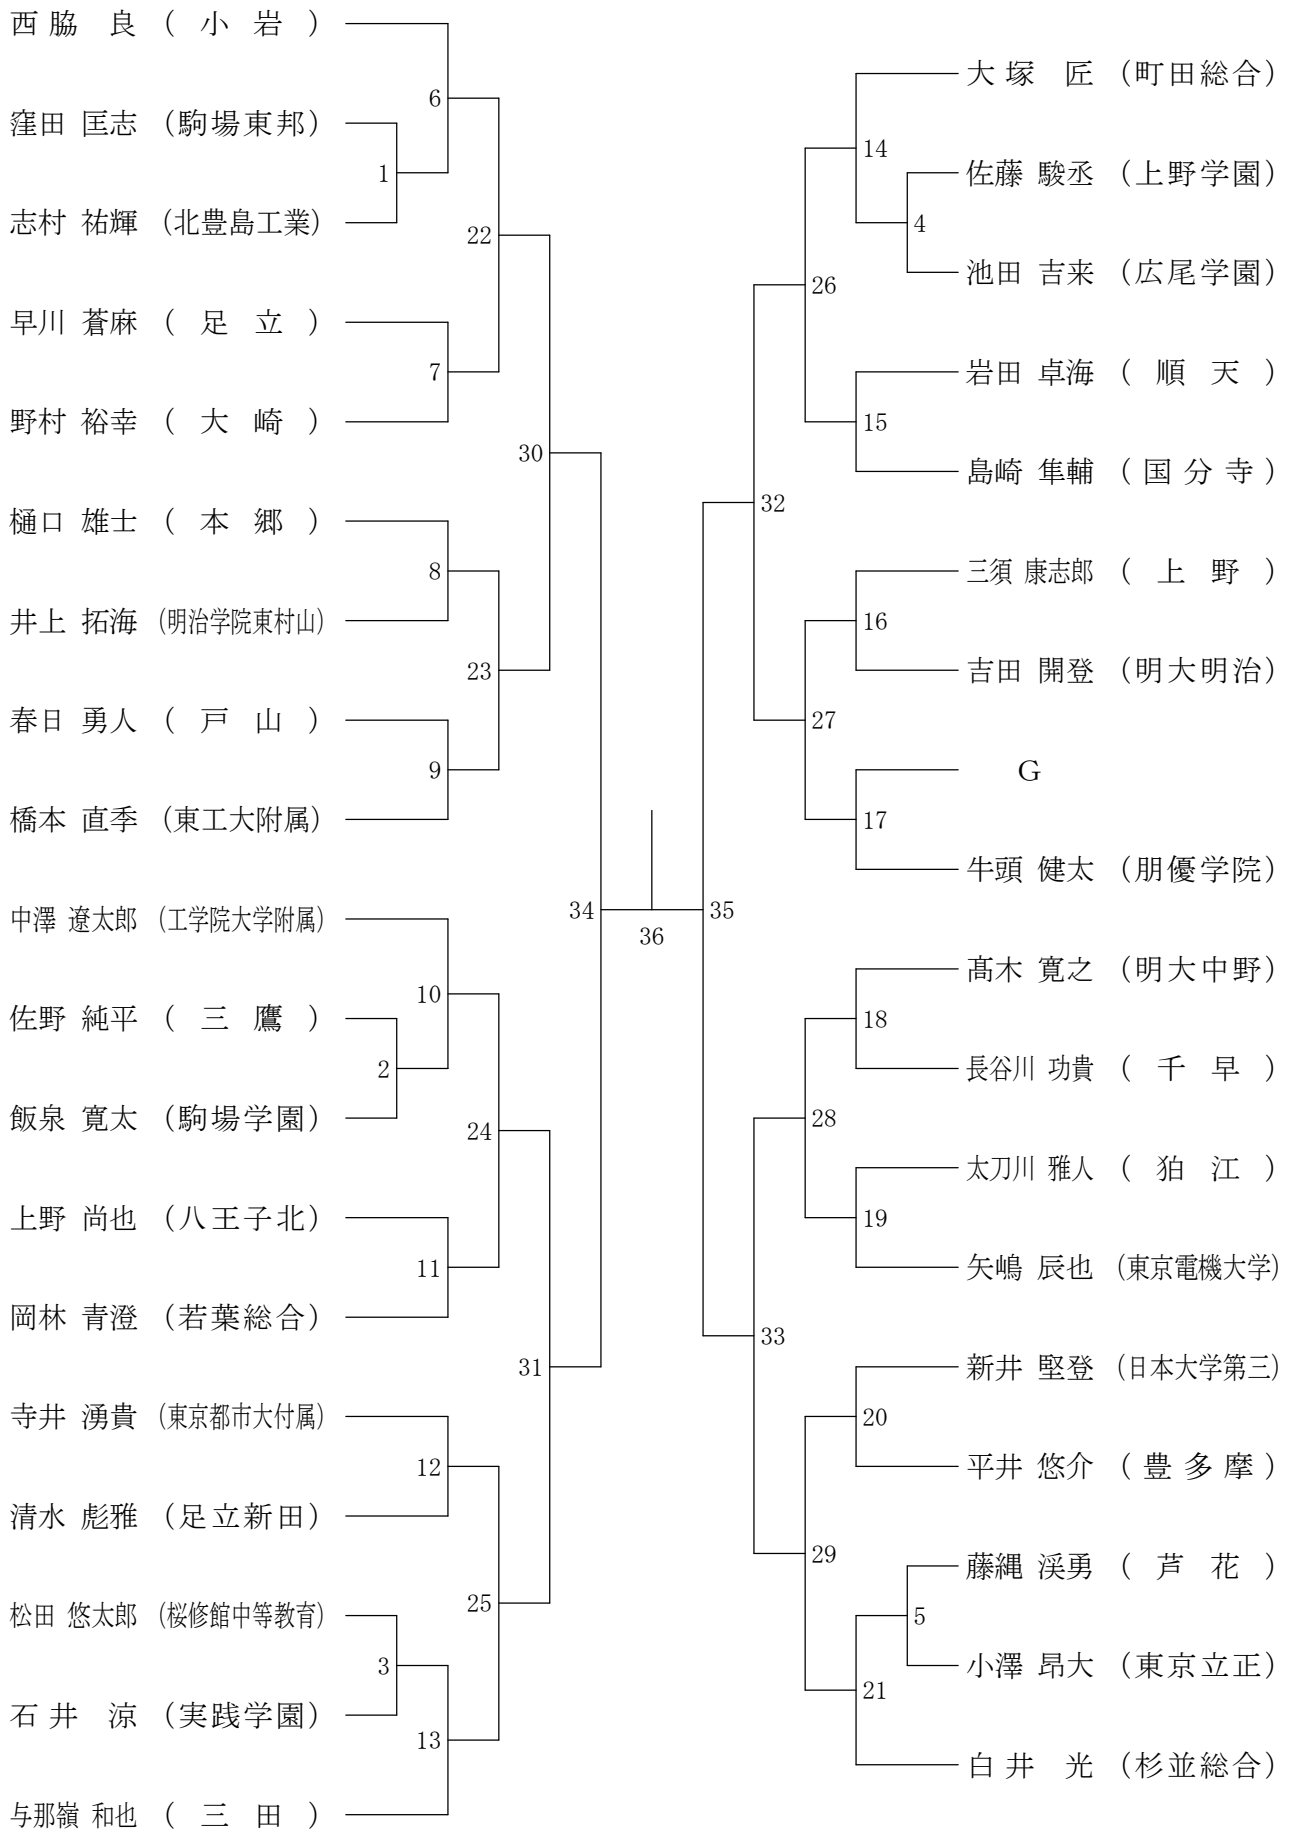 西脇 良 (小岩)
窪田 匡志 (駒場東邦)
志村 祐輝 (北豊島工業)
早川 蒼麻 (足立)
野村 裕幸 (大崎)
樋口 雄士 (本郷)
井上 拓海 (明治学院東村山)
春日 勇人 (戸山)
橋本 直季 (東工大附属)
中澤 遼太郎 (工学院大学附属)
佐野 純平 (三鷹)
飯泉 寛太 (駒場学園)
上野 尚也 (八王子北)
岡林 青澄 (若葉総合)
寺井 湧貴 (東京都市大付属)
清水 彪雅 (足立新田)
松田 悠太郎 (桜修館中等教育)
石井 涼 (実践学園)
与那嶺 和也 (三田)
1
2
3
6
7
8
9
10
11
12
13
22
23
24
25
30
31
34
36
35
32
33
26
27
28
29
14
15
16
17
18
19
20
21
4
5
大塚 匠 (町田総合)
佐藤 駿丞 (上野学園)
池田 吉来 (広尾学園)
岩田 卓海 (順天)
島崎 隼輔 (国分寺)
三須 康志郎 (上野)
吉田 開登 (明大明治)
G
牛頭 健太 (朋優学院)
髙木 寛之 (明大中野)
長谷川 功貴 (千早)
太刀川 雅人 (狛江)
矢嶋 辰也 (東京電機大学)
新井 堅登 (日本大学第三)
平井 悠介 (豊多摩)
藤縄 渓勇 (芦花)
小澤 昂大 (東京立正)
白井 光 (杉並総合)